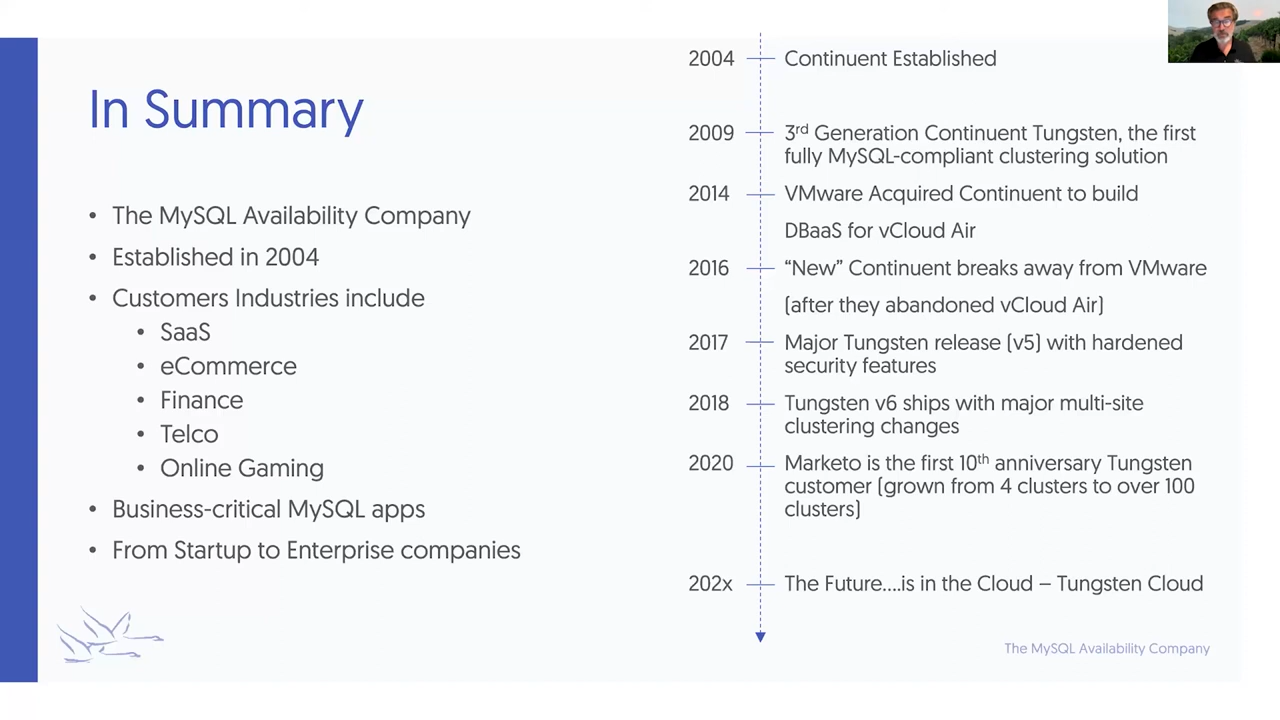 In Summary
• The MySQL Availability Company
• Established in 2004
• Customers Industries include
• SaaS
• eCommerce
• Finance
• Telco
• Online Gaming
• Business-critical MySQL apps
• From Startup to Enterprise companies
2004 Continuent Established
2009 3rd Generation Continuent Tungsten, the first
fully MySQL-compliant clustering solution
2014 VMware Acquired Continuent to build
DBaaS for vCloud Air
2016 “New” Continuent breaks away from VMware
(after they abandoned vCloud Air)
2017 Major Tungsten release (v5) with hardened
security features
2018 Tungsten v6 ships with major multi-site
clustering changes
2020 Marketo is the first 10th anniversary Tungsten
customer (grown from 4 clusters to over 100
clusters)
202x The Future....is in the Cloud – Tungsten Cloud
The MySQL Availability Company